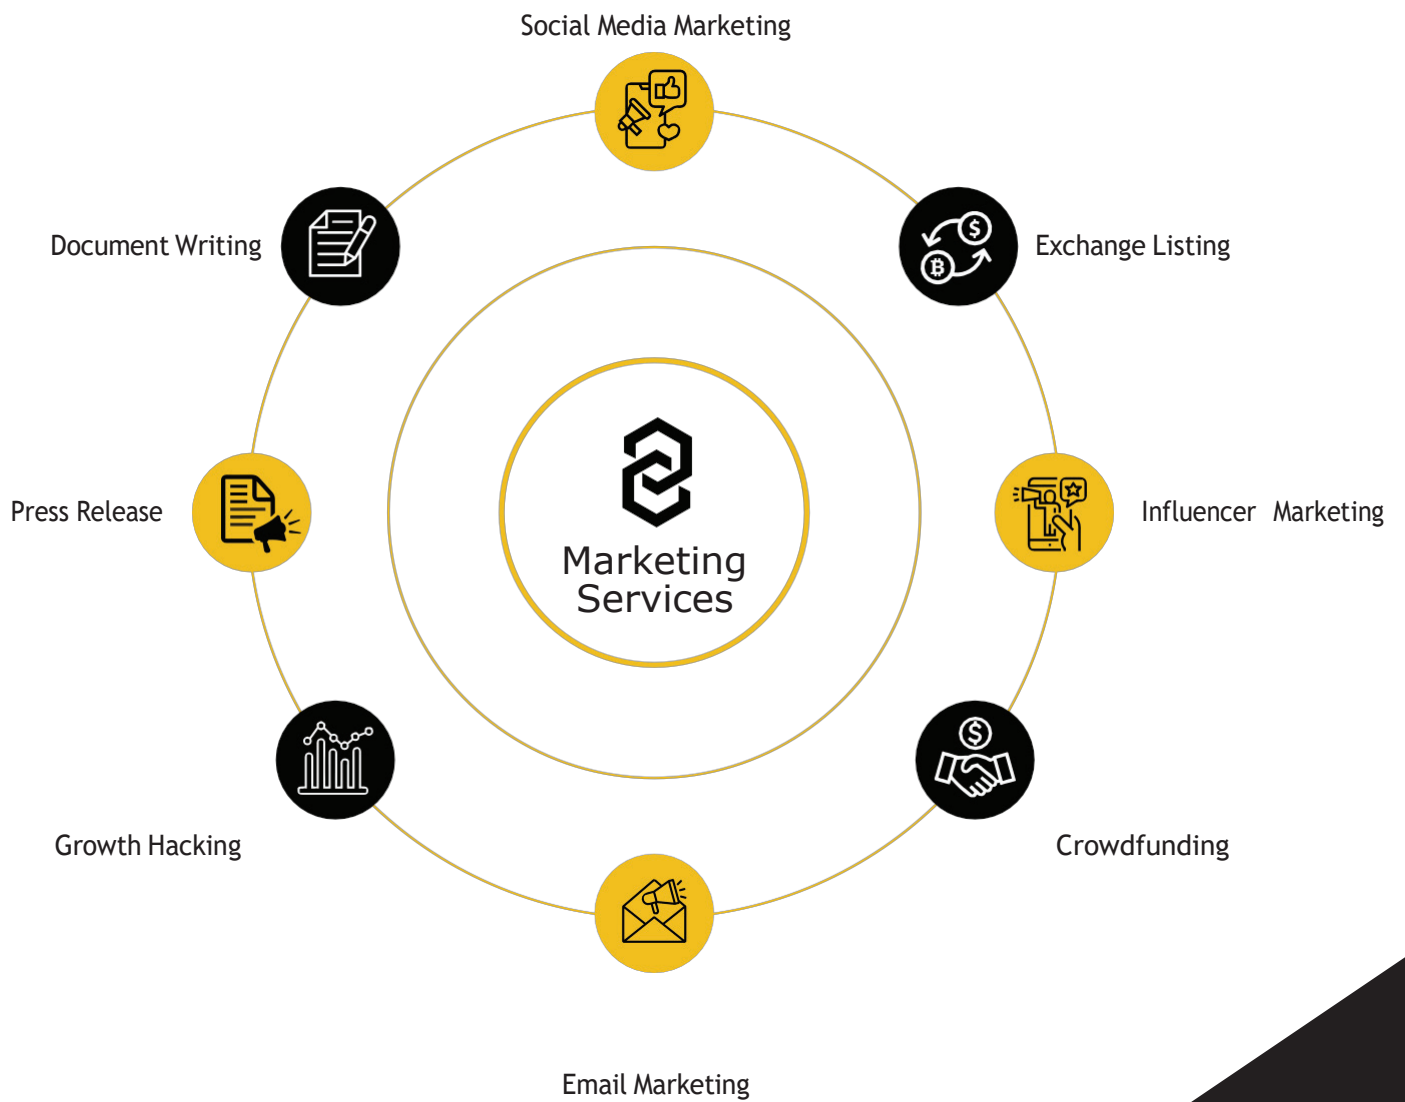 Social Media Marketing
Document Writing
Exchange Listing
Press Release
Influencer Marketing
Marketing
Services
Growth Hacking
Crowdfunding
Email Marketing